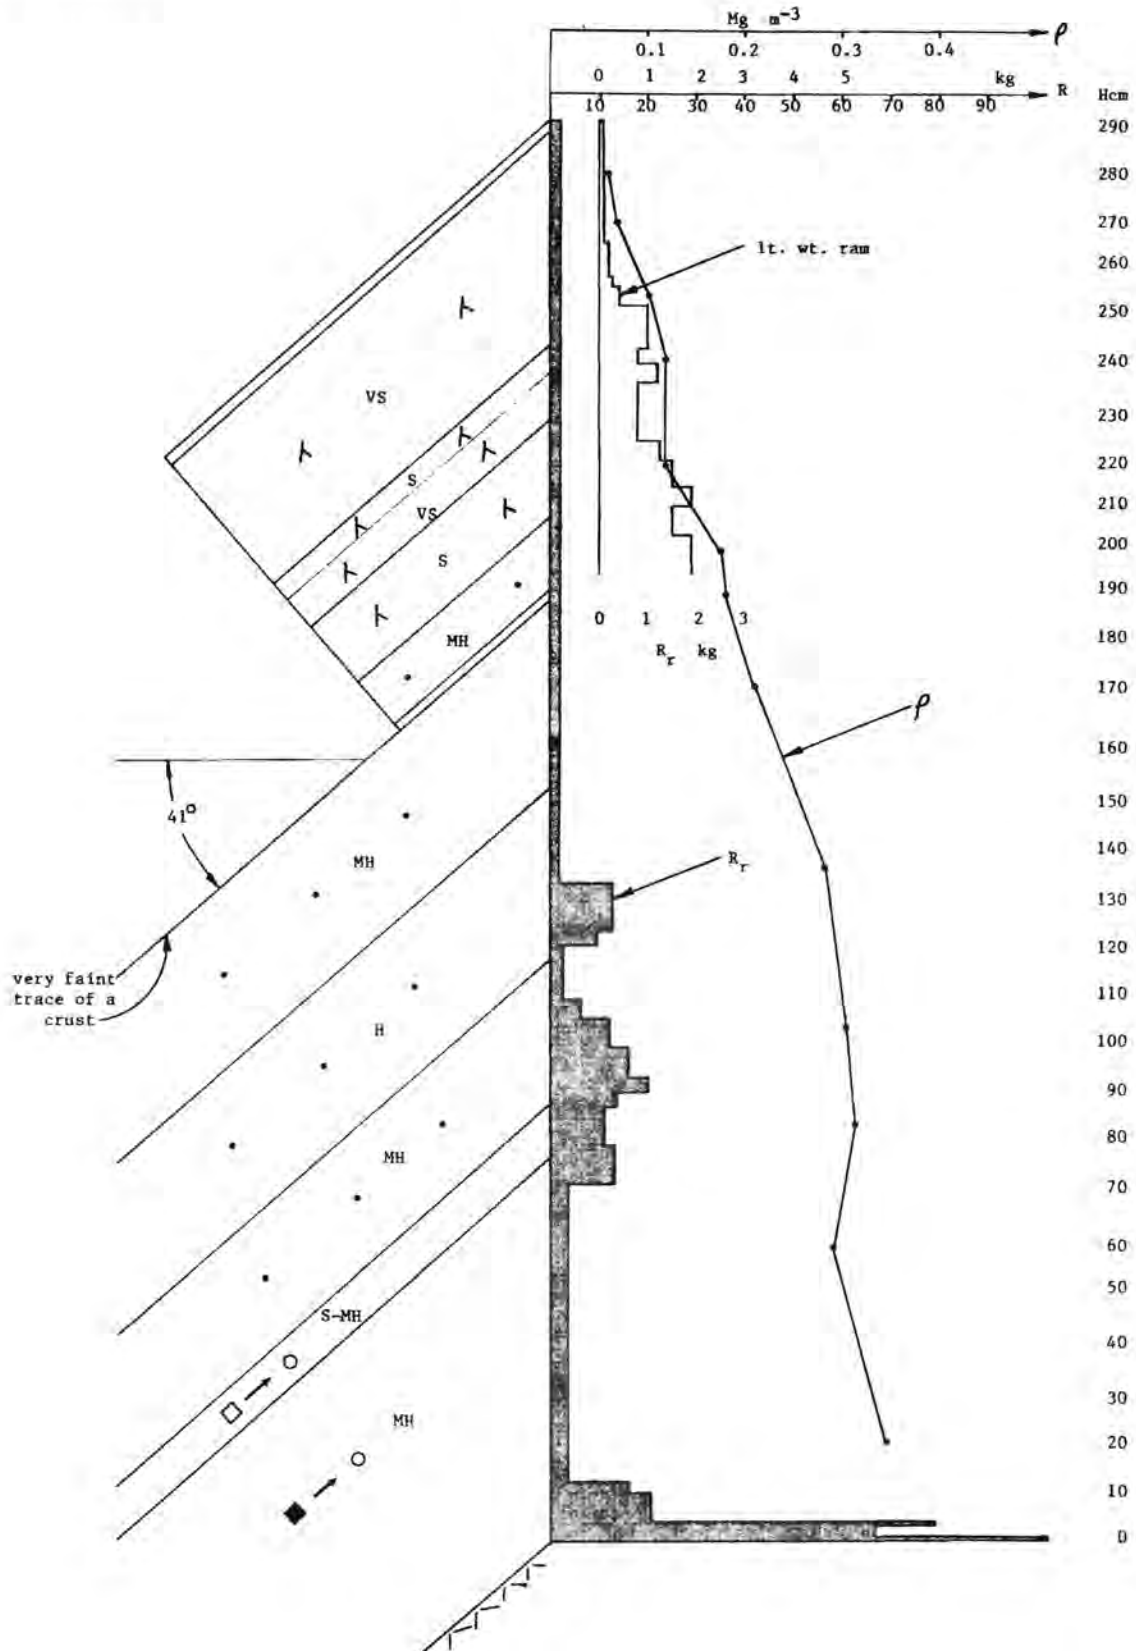 Mg m-3
ρ
0.1 0.2 0.3 0.4
0 1 2 3 4 5 kg
R Hcm
10 20 30 40 50 60 70 80 90
290
280
270
lt. wt. ram
260
250
240
VS
230
220
S
210
VS
200
S
190
0 1 2 3
180
MH
Rr kg
170
ρ
160
41°
150
MH
140
Rr
130
120
very faint
trace of a
crust
110
H
100
90
80
MH
70
60
50
S-MH
40
30
MH
20
10
0